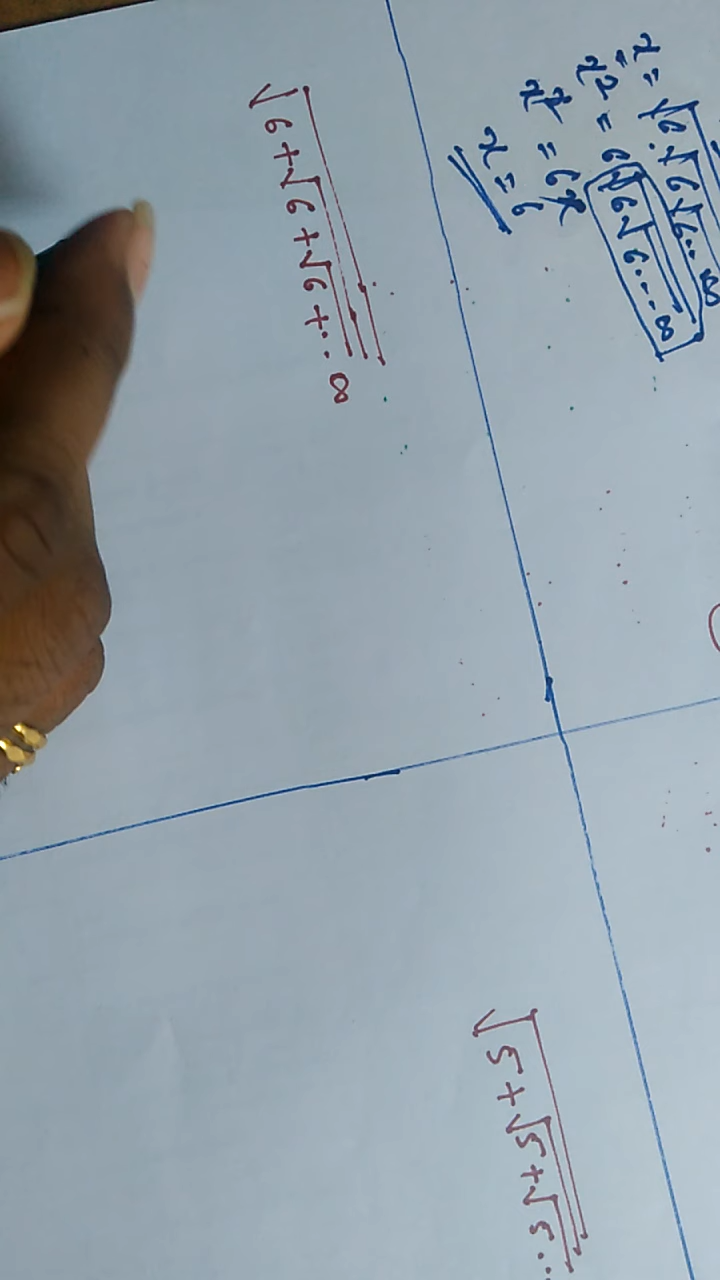 x = √6·√6√6... ∞
x² = 6√6√6.... ∞
x² = 6x
x = 6
√6+√6+√6+... ∞
√5+√5+√5...